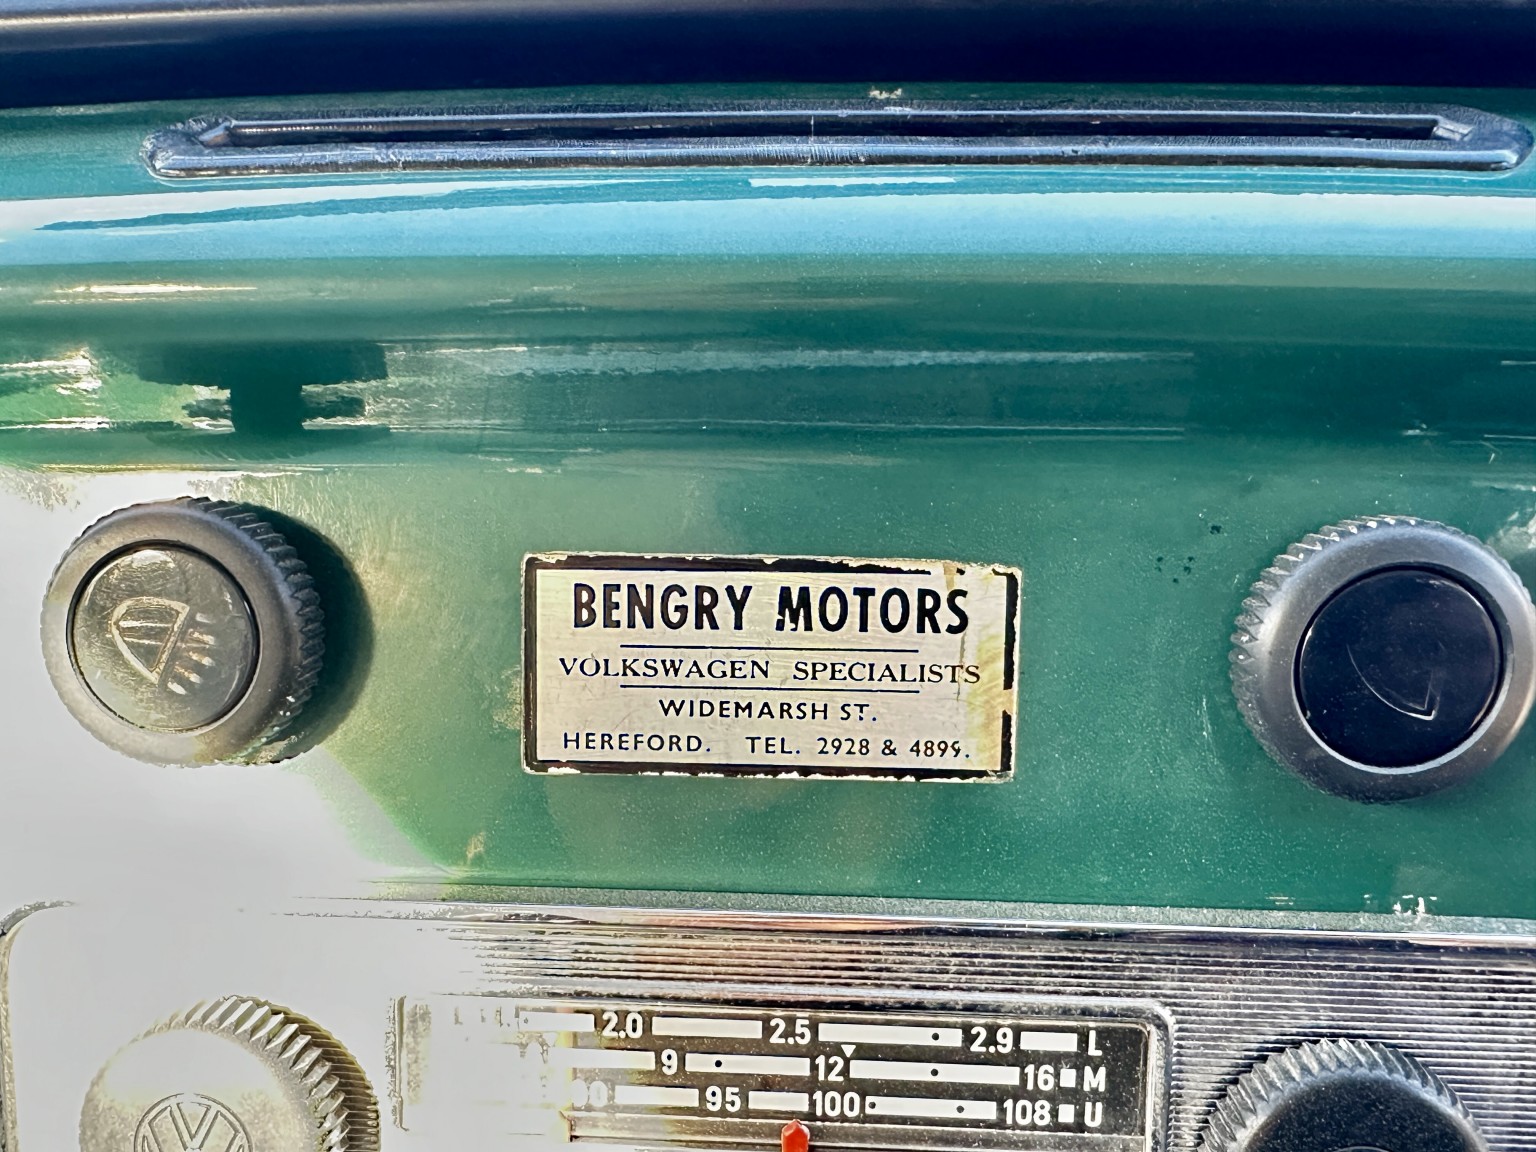 BENGRY MOTORS
VOLKSWAGEN SPECIALISTS
WIDEMARSH ST.
HEREFORD. TEL. 2928 & 4899.
2.0 2.5 2.9 L
9 12 16 M
95 100 108 U